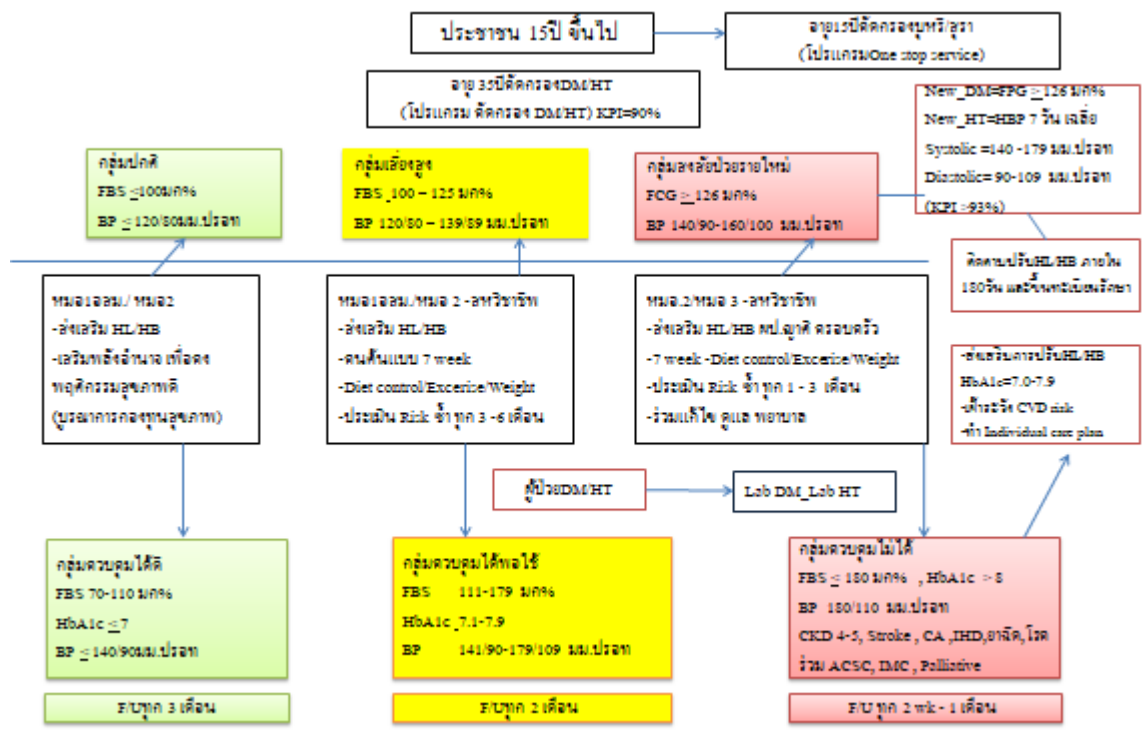 ประชาชน 15ปี ขึ้นไป
อายุ15ปีคัดกรองบุหรี่/สุรา
(โปรแกรมOne stop service)
อายุ 35ปีคัดกรองDM/HT
(โปรแกรม คัดกรอง DM/HT) KPI=90%
New_DM=FPG ≥ 126 มก%
New_HT=HBP 7 วัน เฉลี่ย
Systolic =140 -179 มม.ปรอท
Diastolic= 90-109 มม.ปรอท
(KPI >93%)
กลุ่มปกติ
FBS ≤100มก%
BP ≤ 120/80มม.ปรอท
กลุ่มเสี่ยงสูง
FBS 100 – 125 มก%
BP 120/80 – 139/89 มม.ปรอท
กลุ่มสงสัยป่วยรายใหม่
FCG ≥ 126 มก%
BP 140/90-160/100 มม.ปรอท
ติดตามปรับHL/HB ภายใน
180วัน และขึ้นทะเบียนรักษา
หมอ1อสม./ หมอ2
-ส่งเสริม HL/HB
-เสริมพลังอำนาจ เพื่อคง
พฤติกรรมสุขภาพดี
(บูรณาการกองทุนสุขภาพ)
หมอ1อสม./หมอ 2 -สหวิชาชีพ
-ส่งเสริม HL/HB
-คนต้นแบบ 7 week
-Diet control/Excerise/Weight
-ประเมิน Risk ซ้ำ ทุก 3 -6 เดือน
หมอ.2/หมอ 3 -สหวิชาชีพ
-ส่งเสริม HL/HB ผป.ญาติ ครอบครัว
-7 week -Diet control/Excerise/Weight
-ประเมิน Risk ซ้ำ ทุก 1 - 3 เดือน
-ร่วมแก้ไข ดูแล พยาบาล
-ส่งเสริมการปรับHL/HB
HbA1c=7.0-7.9
-เฝ้าระวัง CVD risk
-ทำ Individual care plan
ผู้ป่วยDM/HT
Lab DM_Lab HT
กลุ่มควบคุมได้ดี
FBS 70-110 มก%
HbA1c ≤7
BP ≤ 140/90มม.ปรอท
กลุ่มควบคุมได้พอใช้
FBS 111-179 มก%
HbA1c 7.1-7.9
BP 141/90-179/109 มม.ปรอท
กลุ่มควบคุมไม่ได้
FBS ≤ 180 มก% , HbA1c >8
BP 180/110 มม.ปรอท
CKD 4-5, Stroke , CA ,IHD,ยาฉีด,โรค
ร่วม ACSC, IMC , Palliative
F/Uทุก 3 เดือน
F/Uทุก 2 เดือน
F/U ทุก 2 wk - 1 เดือน